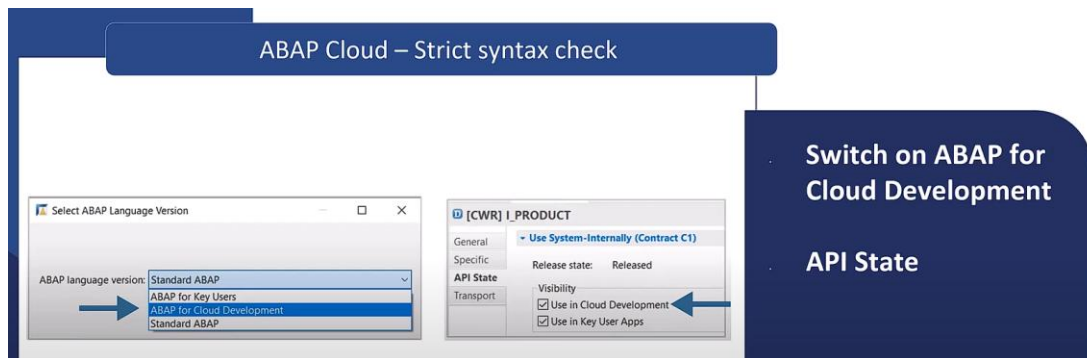 ABAP Cloud – Strict syntax check
Select ABAP Language Version
ABAP language version: Standard ABAP
ABAP for Key Users
ABAP for Cloud Development
Standard ABAP
[CWR] I_PRODUCT
General
Specific
API State
Transport
Use System-Internally (Contract C1)
Release state: Released
Visibility
Use in Cloud Development
Use in Key User Apps
Switch on ABAP for
Cloud Development
API State